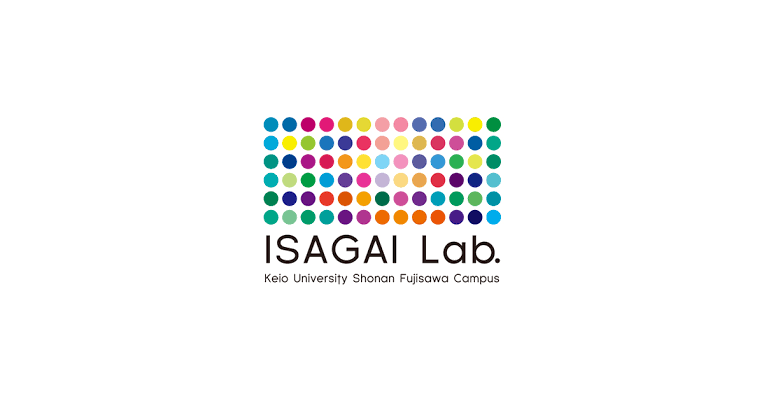 ISAGAI Lab.
Keio University Shonan Fujisawa Campus